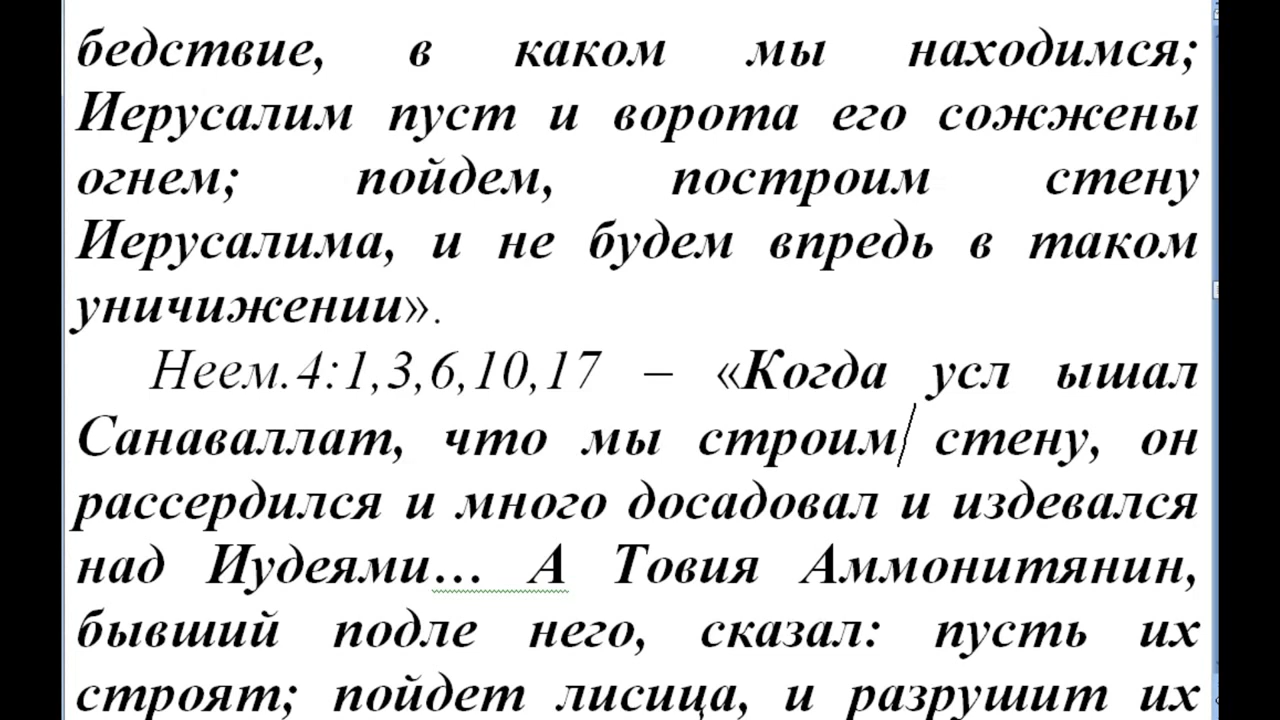 бедствие, в каком мы находимся;
Иерусалим пуст и ворота его сожжены
огнем; пойдем, построим стену
Иерусалима, и не будем впредь в таком
уничижении».
Неем.4:1,3,6,10,17 – «Когда усл ышал
Санаваллат, что мы строим стену, он
рассердился и много досадовал и издевался
над Иудеями… А Товия Аммонитянин,
бывший подле него, сказал: пусть их
строят; пойдет лисица, и разрушит их